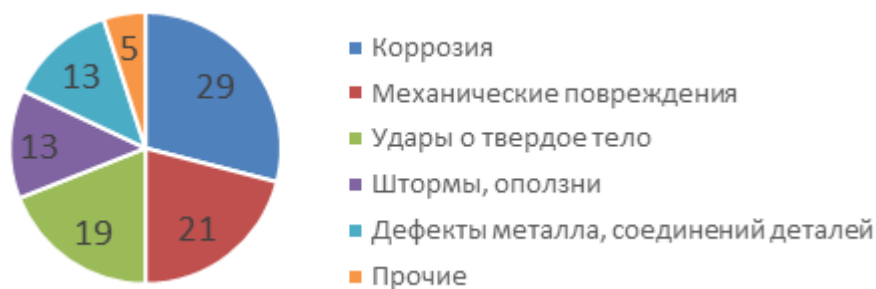 5
13
29
13
19
21
Коррозия
Механические повреждения
Удары о твердое тело
Штормы, оползни
Дефекты металла, соединений деталей
Прочие